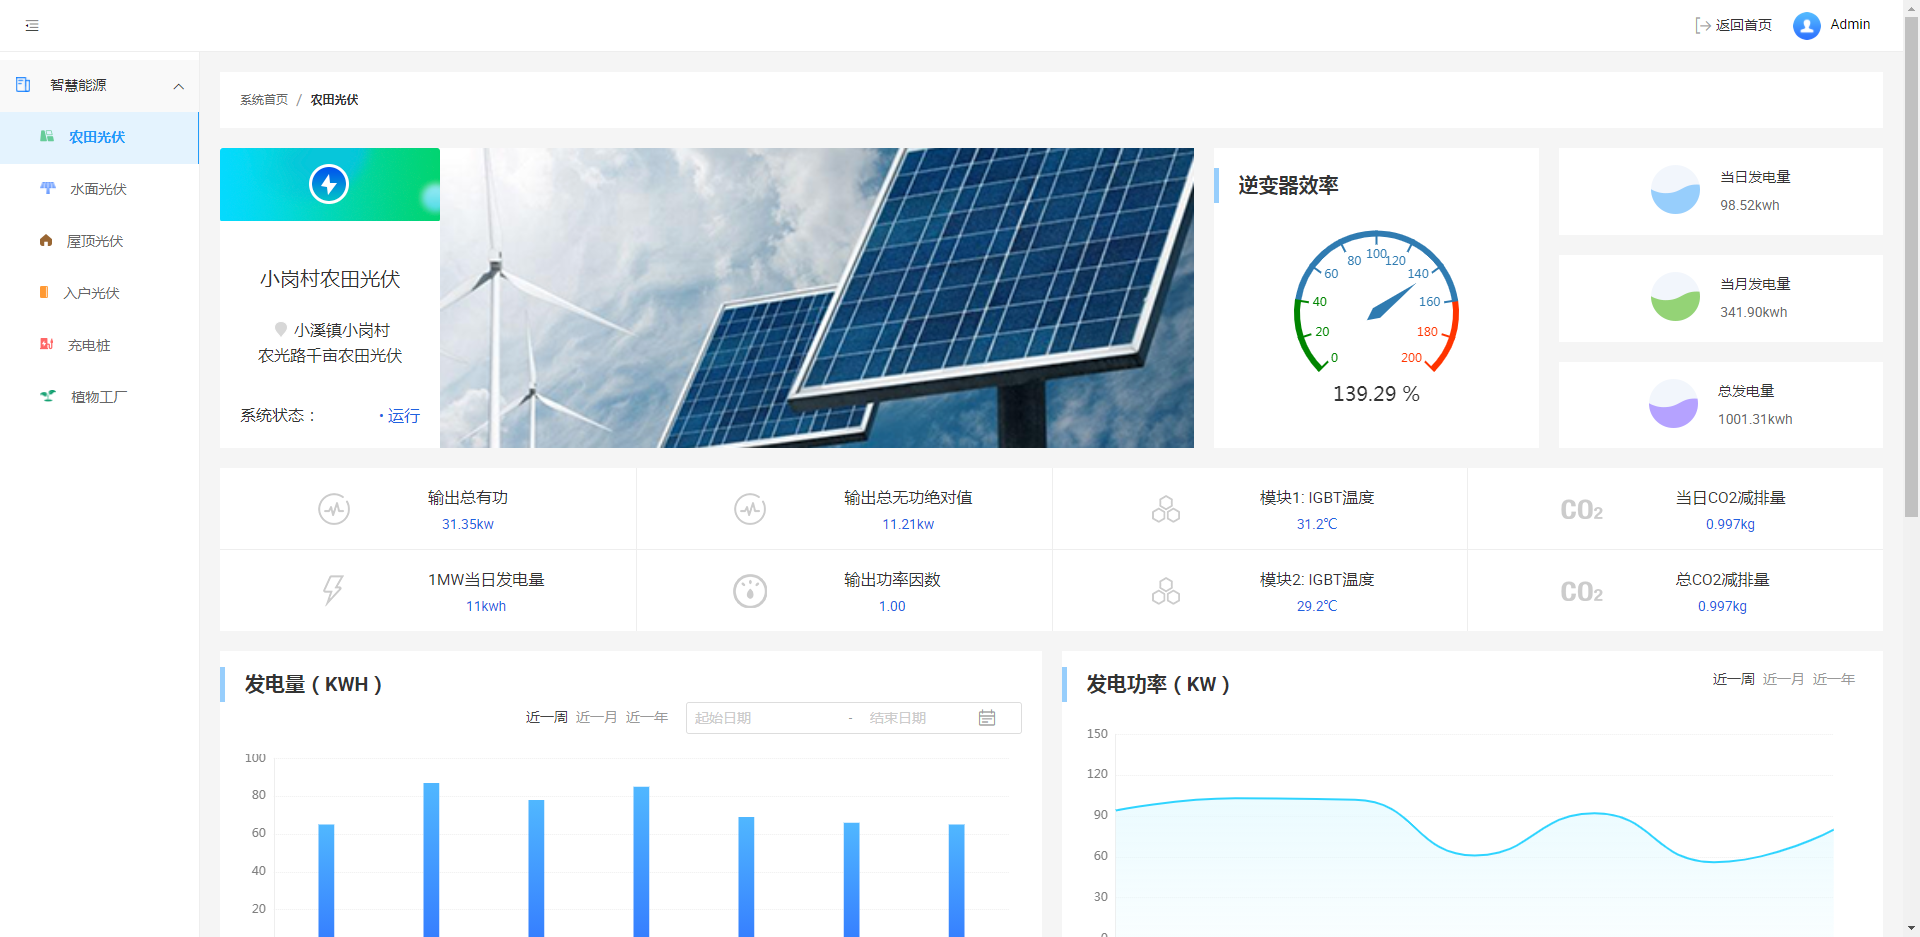 返回首页
Admin
智慧能源
农田光伏
水面光伏
屋顶光伏
入户光伏
充电桩
植物工厂
系统首页 / 农田光伏
小岗村农田光伏
小溪镇小岗村
农光路千亩农田光伏
系统状态：
·运行
逆变器效率
0
20
40
60
80
100
120
140
160
180
200
139.29 %
当日发电量
98.52kwh
当月发电量
341.90kwh
总发电量
1001.31kwh
输出总有功
31.35kw
输出总无功绝对值
11.21kw
模块1: IGBT温度
31.2℃
CO2
当日CO2减排量
0.997kg
1MW当日发电量
11kwh
输出功率因数
1.00
模块2: IGBT温度
29.2℃
CO2
总CO2减排量
0.997kg
发电量（KWH）
近一周 近一月 近一年
起始日期 - 结束日期
100
80
60
40
20
发电功率（KW）
近一周 近一月 近一年
150
120
90
60
30
0